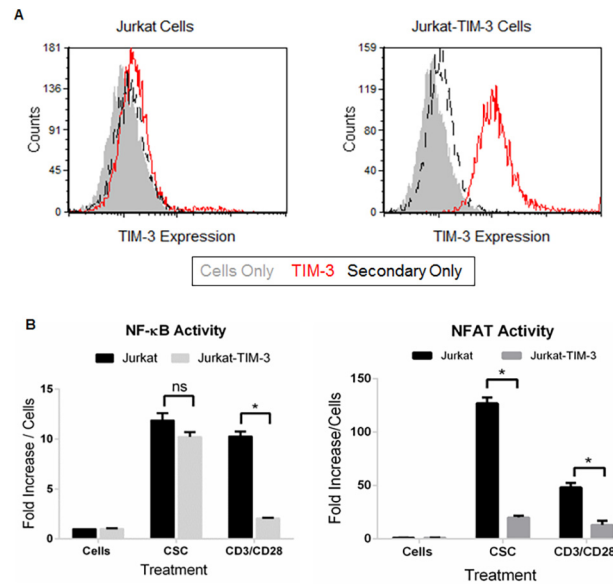 A
Jurkat Cells
181
136
91
45
0
Counts
TIM-3 Expression
Jurkat-TIM-3 Cells
159
119
80
40
0
Counts
TIM-3 Expression
Cells Only TIM-3 Secondary Only
B
NF-κB Activity
Jurkat Jurkat-TIM-3
15
10
5
0
Fold Increase / Cells
ns
*
Cells CSC CD3/CD28
Treatment
NFAT Activity
Jurkat Jurkat-TIM-3
150
100
50
0
Fold Increase/Cells
*
*
Cells CSC CD3/CD28
Treatment